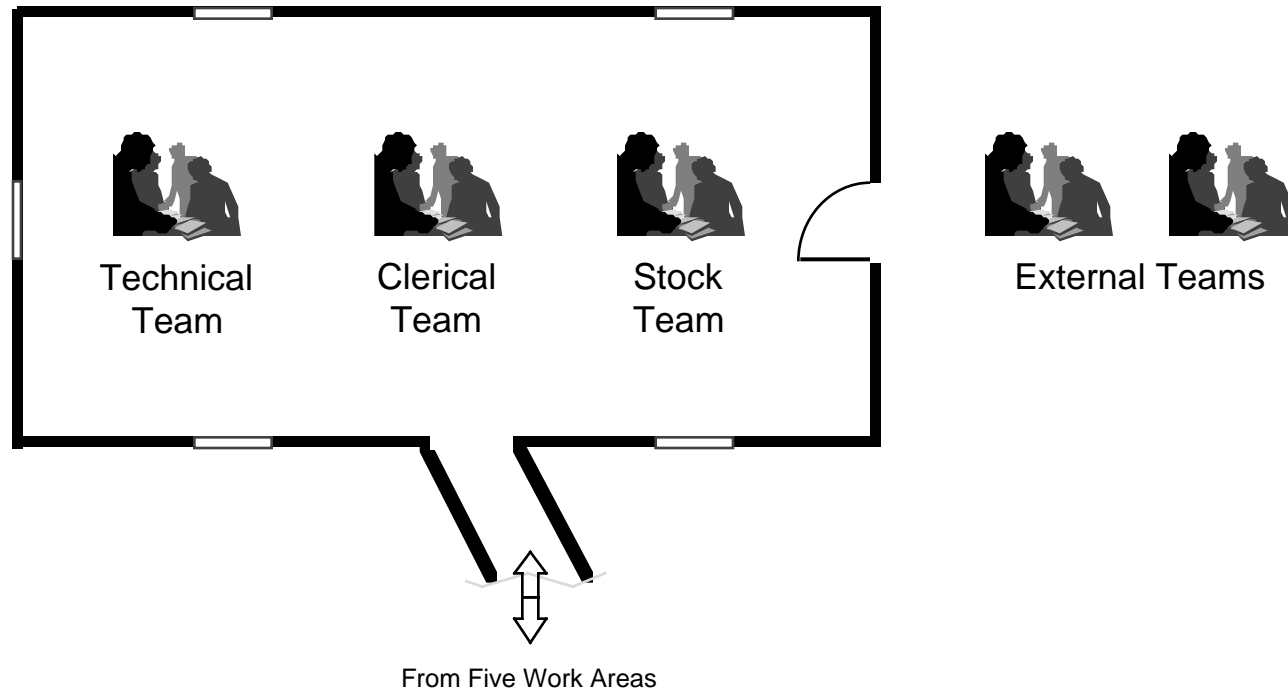 Technical
Team
Clerical
Team
Stock
Team
External Teams
From Five Work Areas